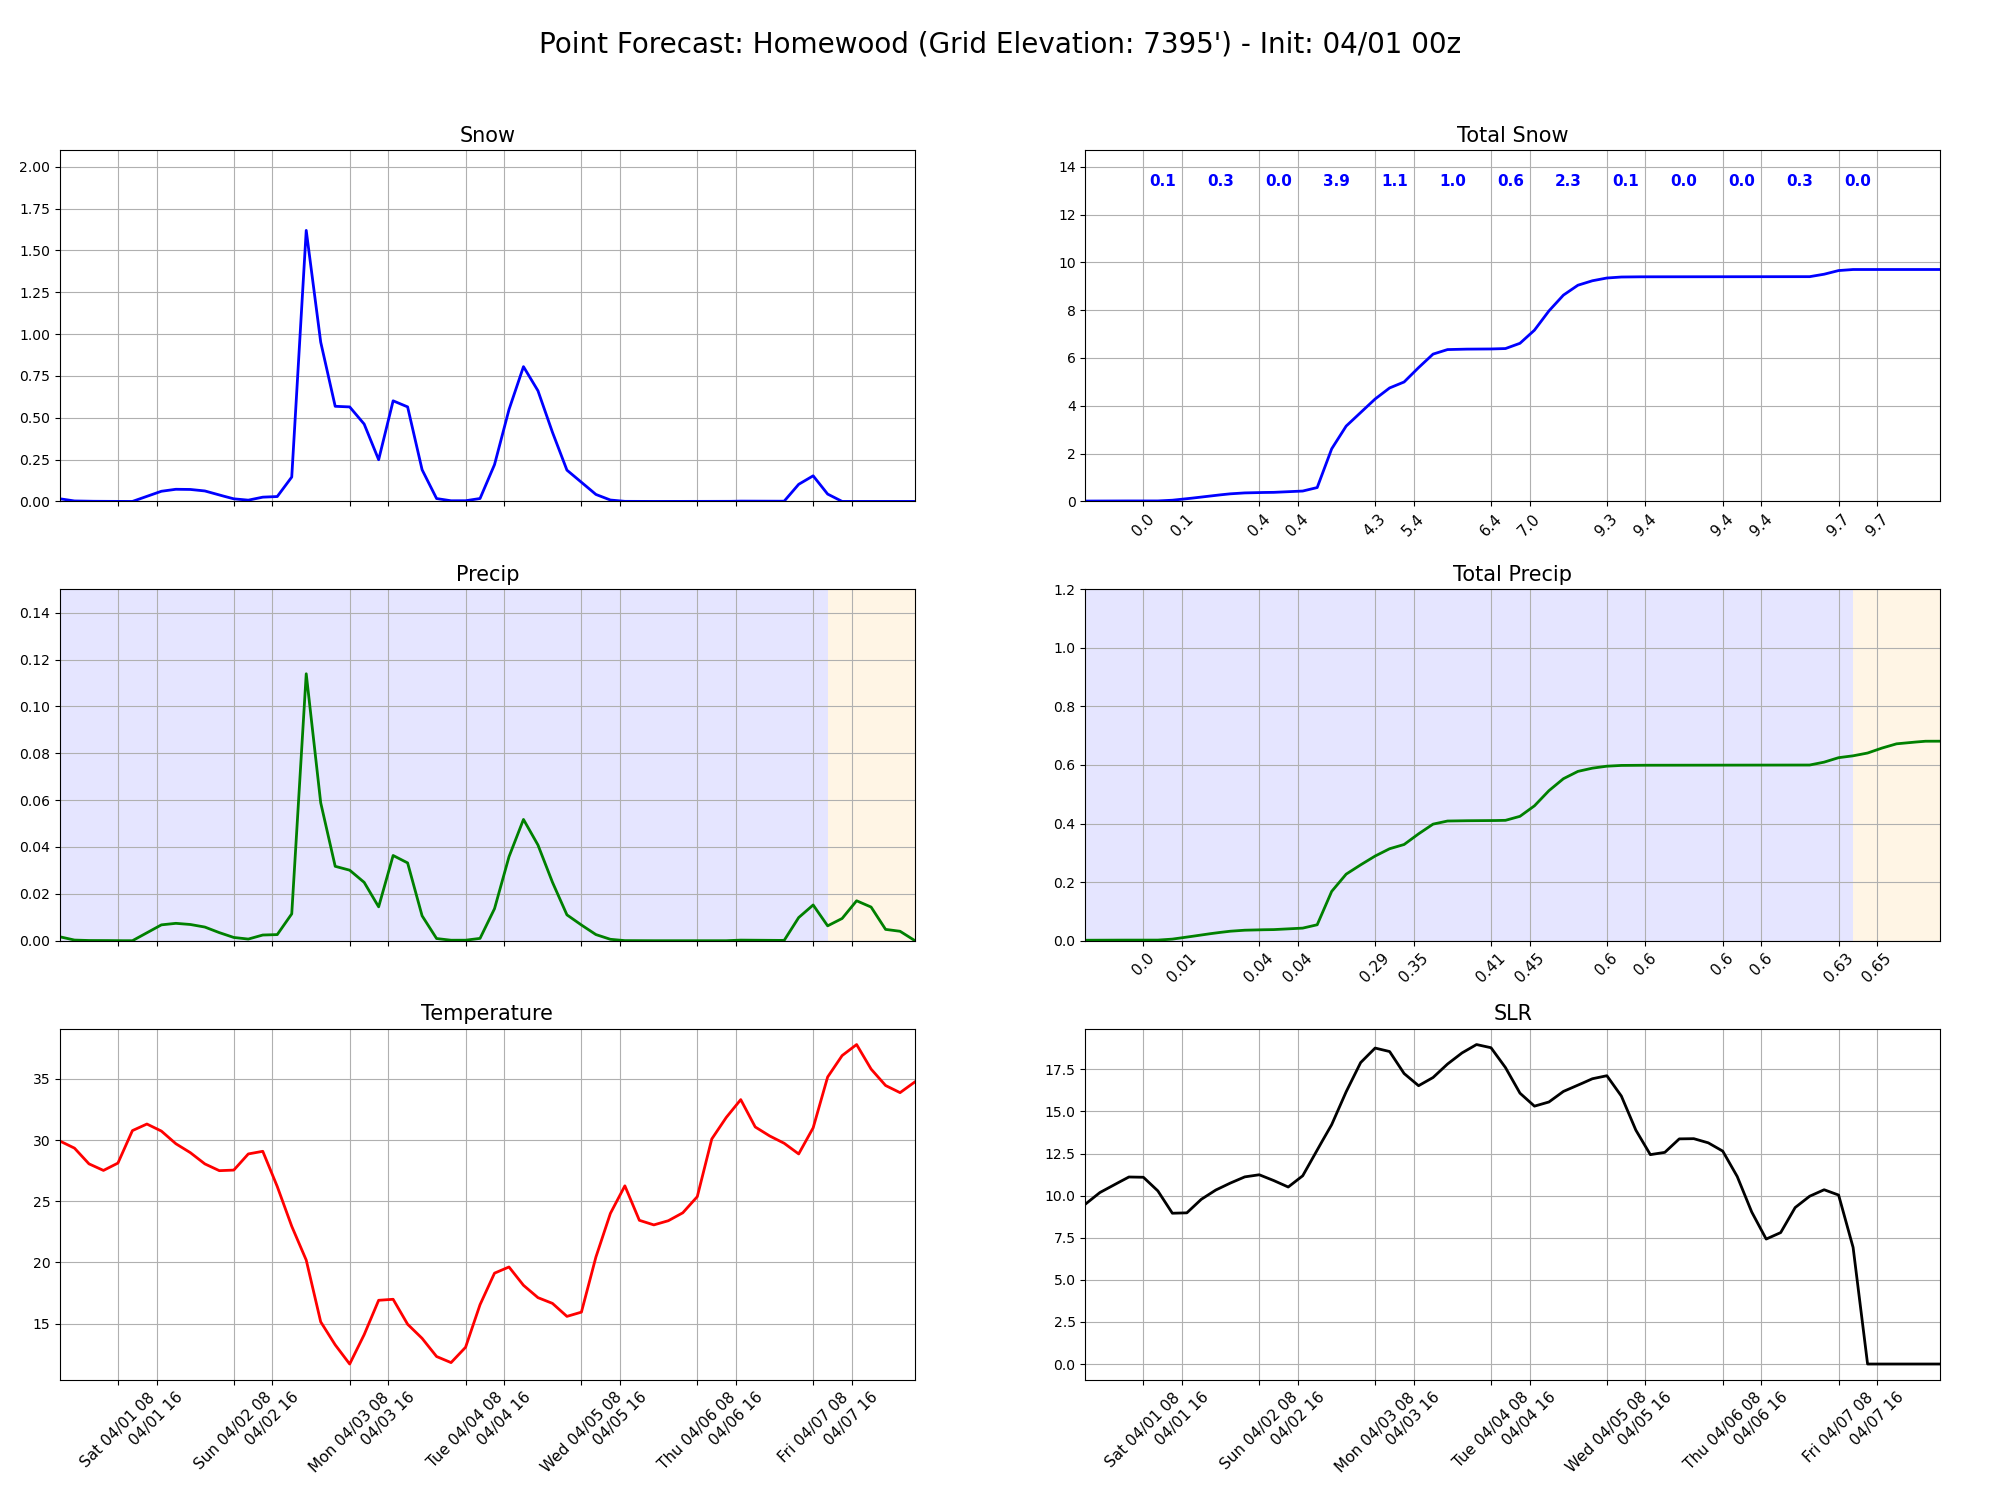 Point Forecast: Homewood (Grid Elevation: 7395') - Init: 04/01 00z
Snow
2.00
1.75
1.50
1.25
1.00
0.75
0.50
0.25
0.00
Total Snow
14
12
10
8
6
4
2
0
0.1 0.3 0.0 3.9 1.1 1.0 0.6 2.3 0.1 0.0 0.0 0.3 0.0
0.0 0.1 0.4 0.4 4.3 5.4 6.4 7.0 9.3 9.4 9.4 9.4 9.7 9.7
Precip
0.14
0.12
0.10
0.08
0.06
0.04
0.02
0.00
Total Precip
1.2
1.0
0.8
0.6
0.4
0.2
0.0
0.0 0.01 0.04 0.04 0.29 0.35 0.41 0.45 0.6 0.6 0.6 0.6 0.63 0.65
Temperature
35
30
25
20
15
Sat 04/01 08
04/01 16
Sun 04/02 08
04/02 16
Mon 04/03 08
04/03 16
Tue 04/04 08
04/04 16
Wed 04/05 08
04/05 16
Thu 04/06 08
04/06 16
Fri 04/07 08
04/07 16
SLR
17.5
15.0
12.5
10.0
7.5
5.0
2.5
0.0
Sat 04/01 08
04/01 16
Sun 04/02 08
04/02 16
Mon 04/03 08
04/03 16
Tue 04/04 08
04/04 16
Wed 04/05 08
04/05 16
Thu 04/06 08
04/06 16
Fri 04/07 08
04/07 16